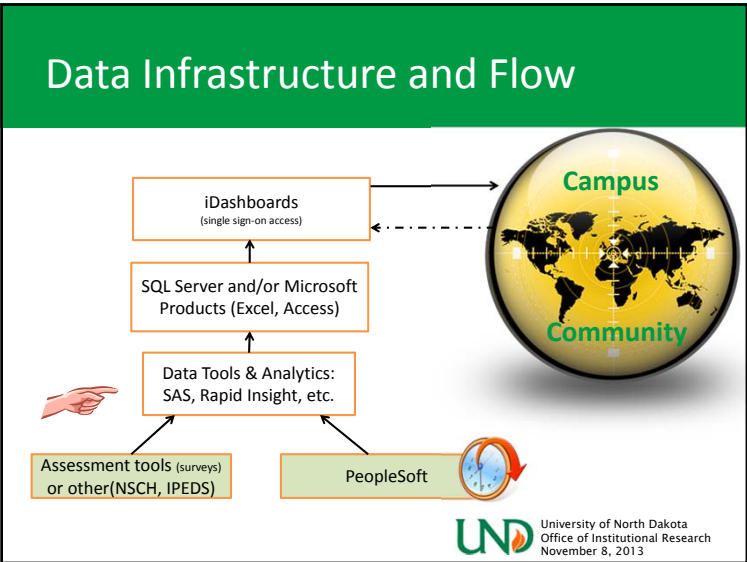 Data Infrastructure and Flow
iDashboards
(single sign-on access)
Campus
Community
SQL Server and/or Microsoft
Products (Excel, Access)
Data Tools & Analytics:
SAS, Rapid Insight, etc.
Assessment tools (surveys)
or other(NSCH, IPEDS)
PeopleSoft
UND
University of North Dakota
Office of Institutional Research
November 8, 2013